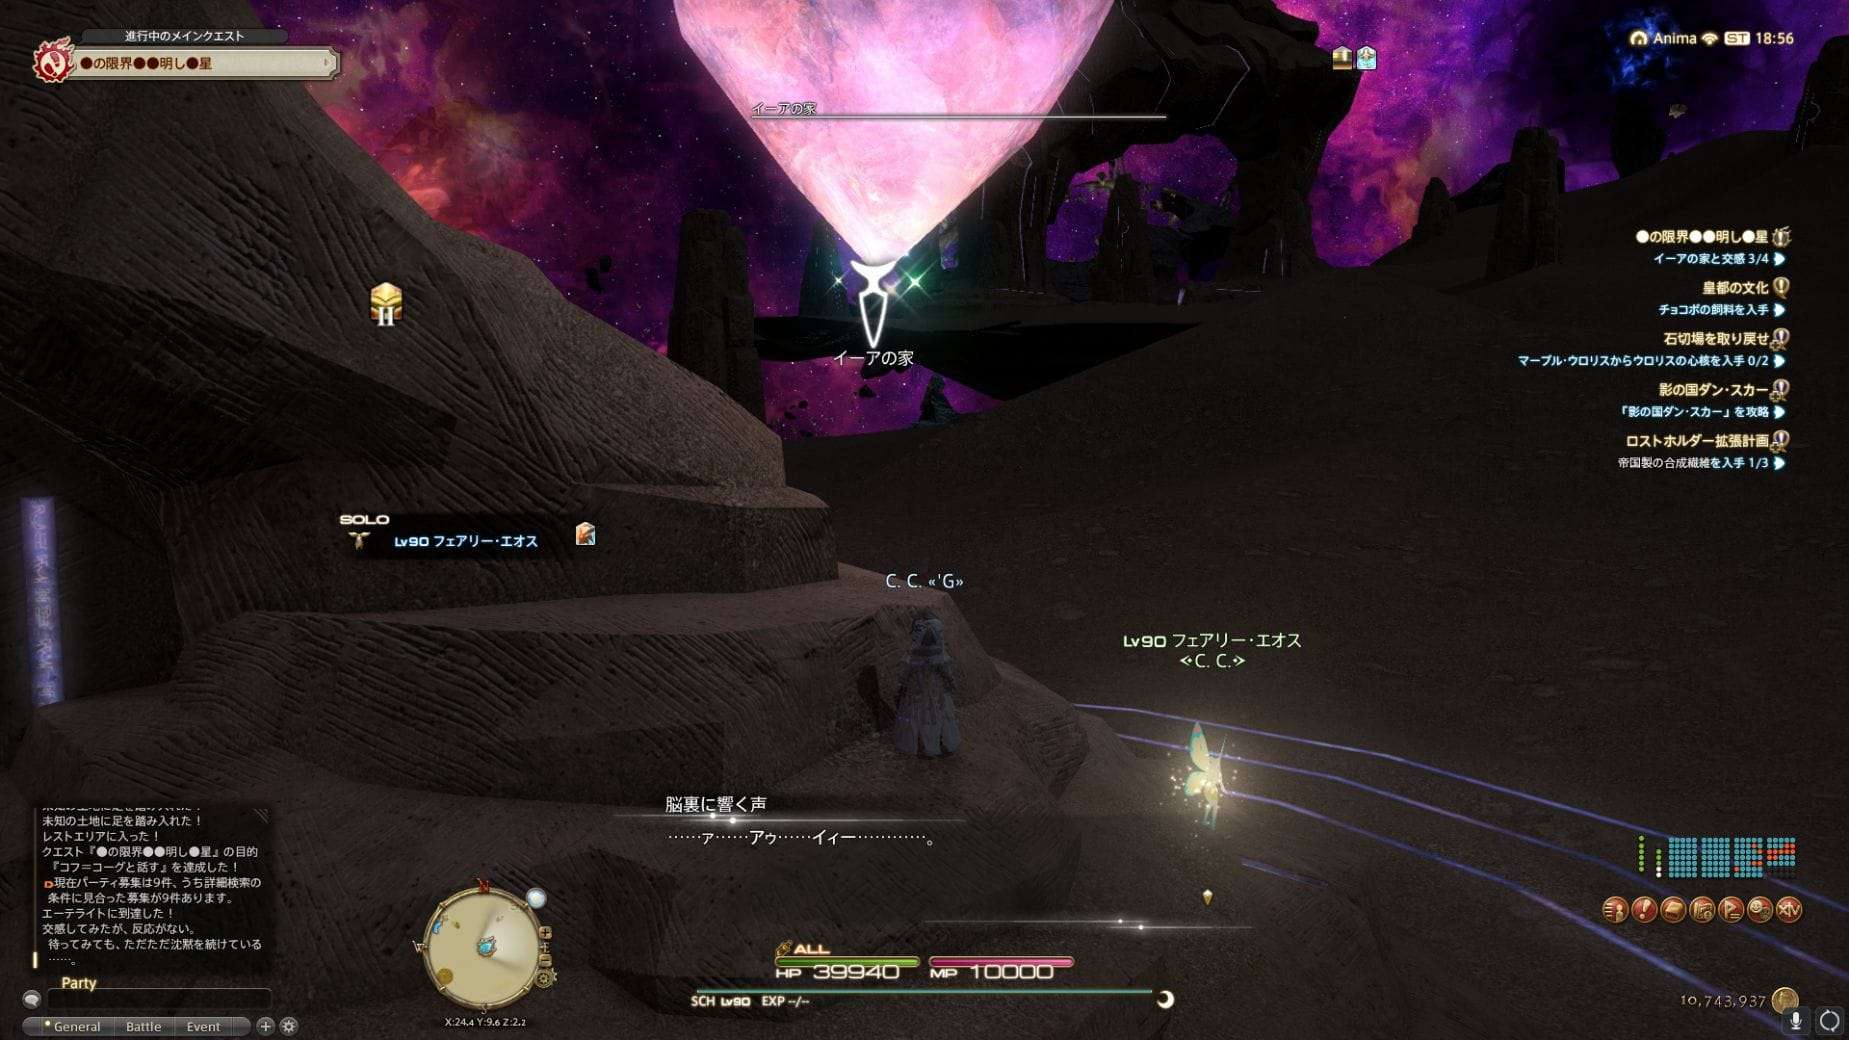 進行中のメインクエスト
●の限界●●明し●星
Anima ST 18:56
イーアの家
●の限界●●明し●星
イーアの家と交感 3/4
皇都の文化
チョコボの飼料を入手
石切場を取り戻せ
マーブル・ウロリスからウロリスの心核を入手 0/2
影の国ダン・スカー
「影の国ダン・スカー」を攻略
ロストホルダー拡張計画
帝国製の合成繊維を入手 1/3
II
イーアの家
SOLO
Lv90 フェアリー・エオス
C. C. «'G»
Lv90 フェアリー・エオス
<・C. C.・>
脳裏に響く声
……ァ……アゥ……イィー…………。
未知の土地に足を踏み入れた！
未知の土地に足を踏み入れた！
レストエリアに入った！
クエスト『●の限界●●明し●星』の目的
『コフ＝コーグと話す』を達成した！
現在パーティ募集は9件、うち詳細検索の
条件に見合った募集が9件あります。
エーテライトに到達した！
交感してみたが、反応がない。
待ってみても、ただただ沈黙を続けている
……。
Party
General Battle Event
N
W
S
X:24.4 Y:9.6 Z:2.2
ALL
HP 39940 MP 10000
SCH Lv90 EXP --/--
XIV
10,743,937